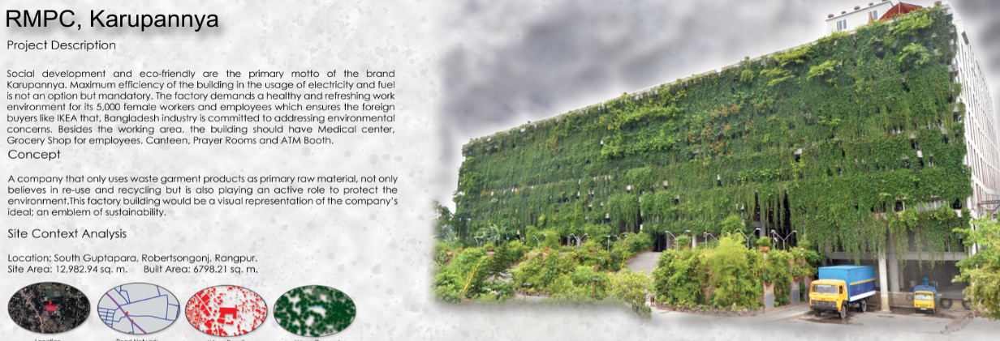 RMPC, Karupannya
Project Description
Social development and eco-friendly are the primary motto of the brand
Karupannya. Maximum efficiency of the building in the usage of electricity and fuel
is not an option but mandatory. The factory demands a healthy and refreshing work
environment for its 5,000 female workers and employees which ensures the foreign
buyers like IKEA that, Bangladesh industry is committed to addressing environmental
concerns. Besides the working area, the building should have Medical center,
Grocery Shop for employees, Canteen, Prayer Rooms and ATM Booth.
Concept
A company that only uses waste garment products as primary raw material, not only
believes in re-use and recycling but is also playing an active role to protect the
environment.This factory building would be a visual representation of the company's
ideal; an emblem of sustainability.
Site Context Analysis
Location: South Guptapara, Robertsongonj, Rangpur.
Site Area: 12,982.94 sq. m. Built Area: 6798.21 sq. m.